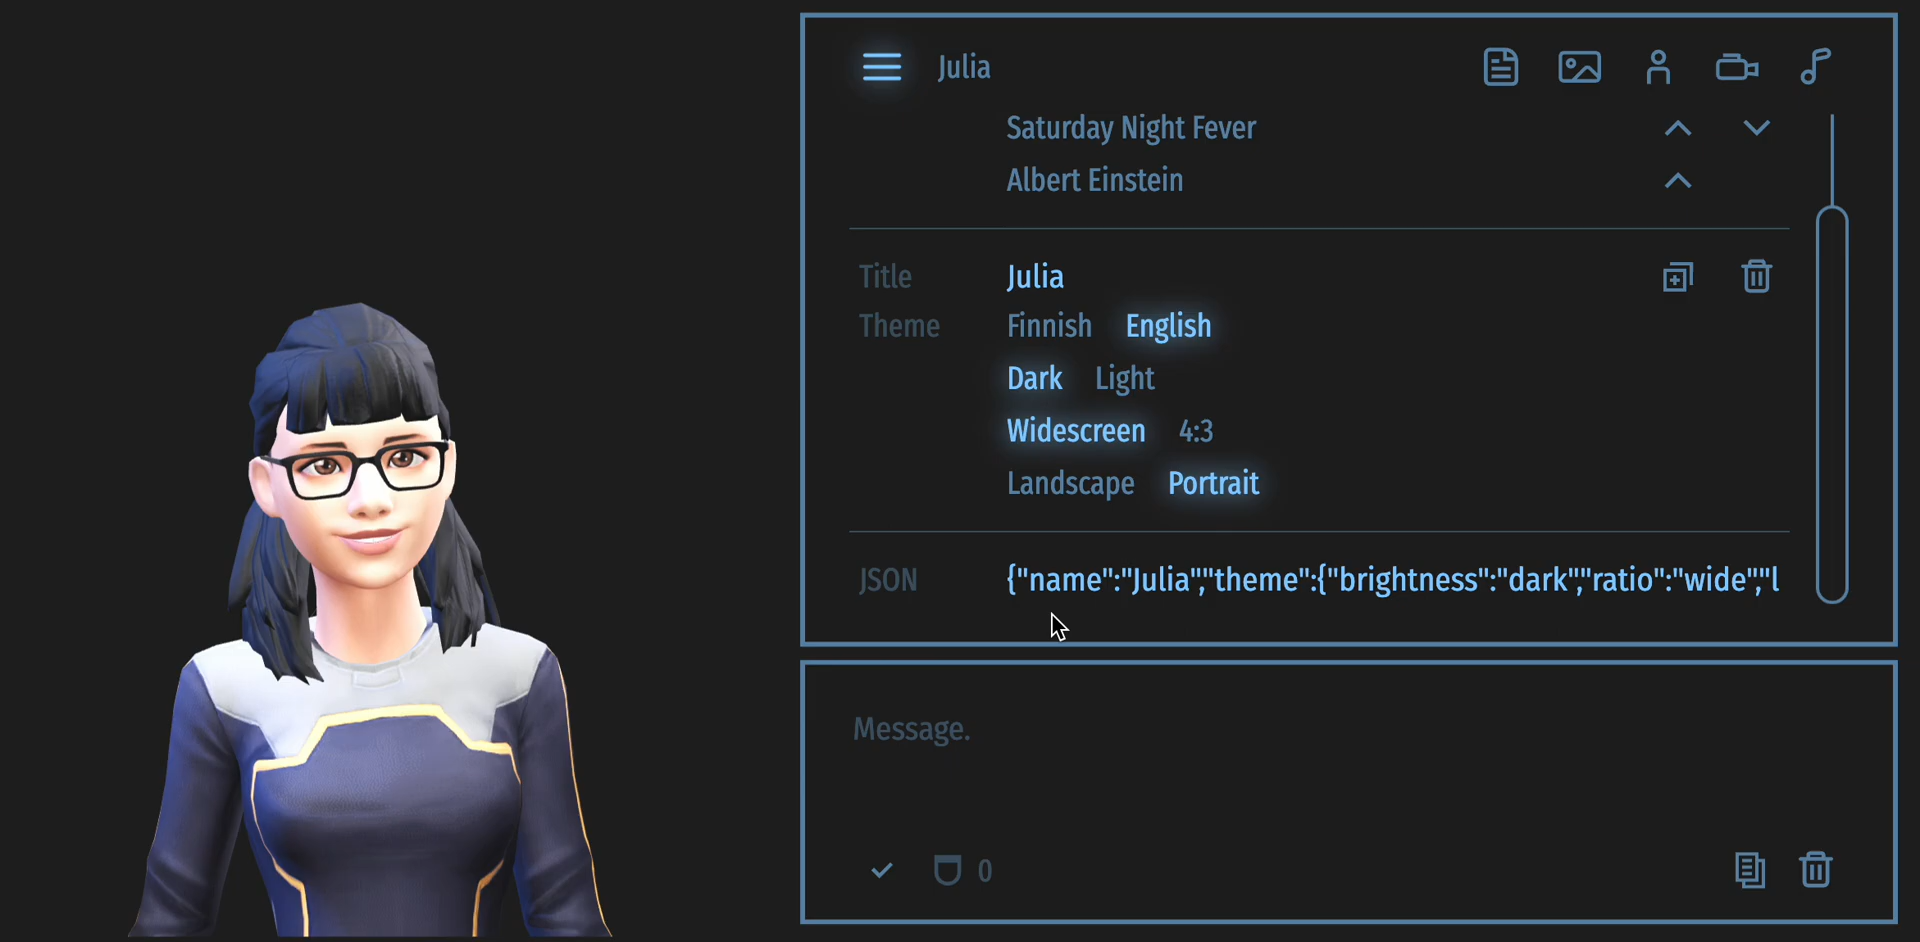 Julia
Saturday Night Fever
Albert Einstein
Title Julia
Theme Finnish English
Dark Light
Widescreen 4:3
Landscape Portrait
JSON {"name":"Julia","theme":{"brightness":"dark","ratio":"wide","l
Message.
0